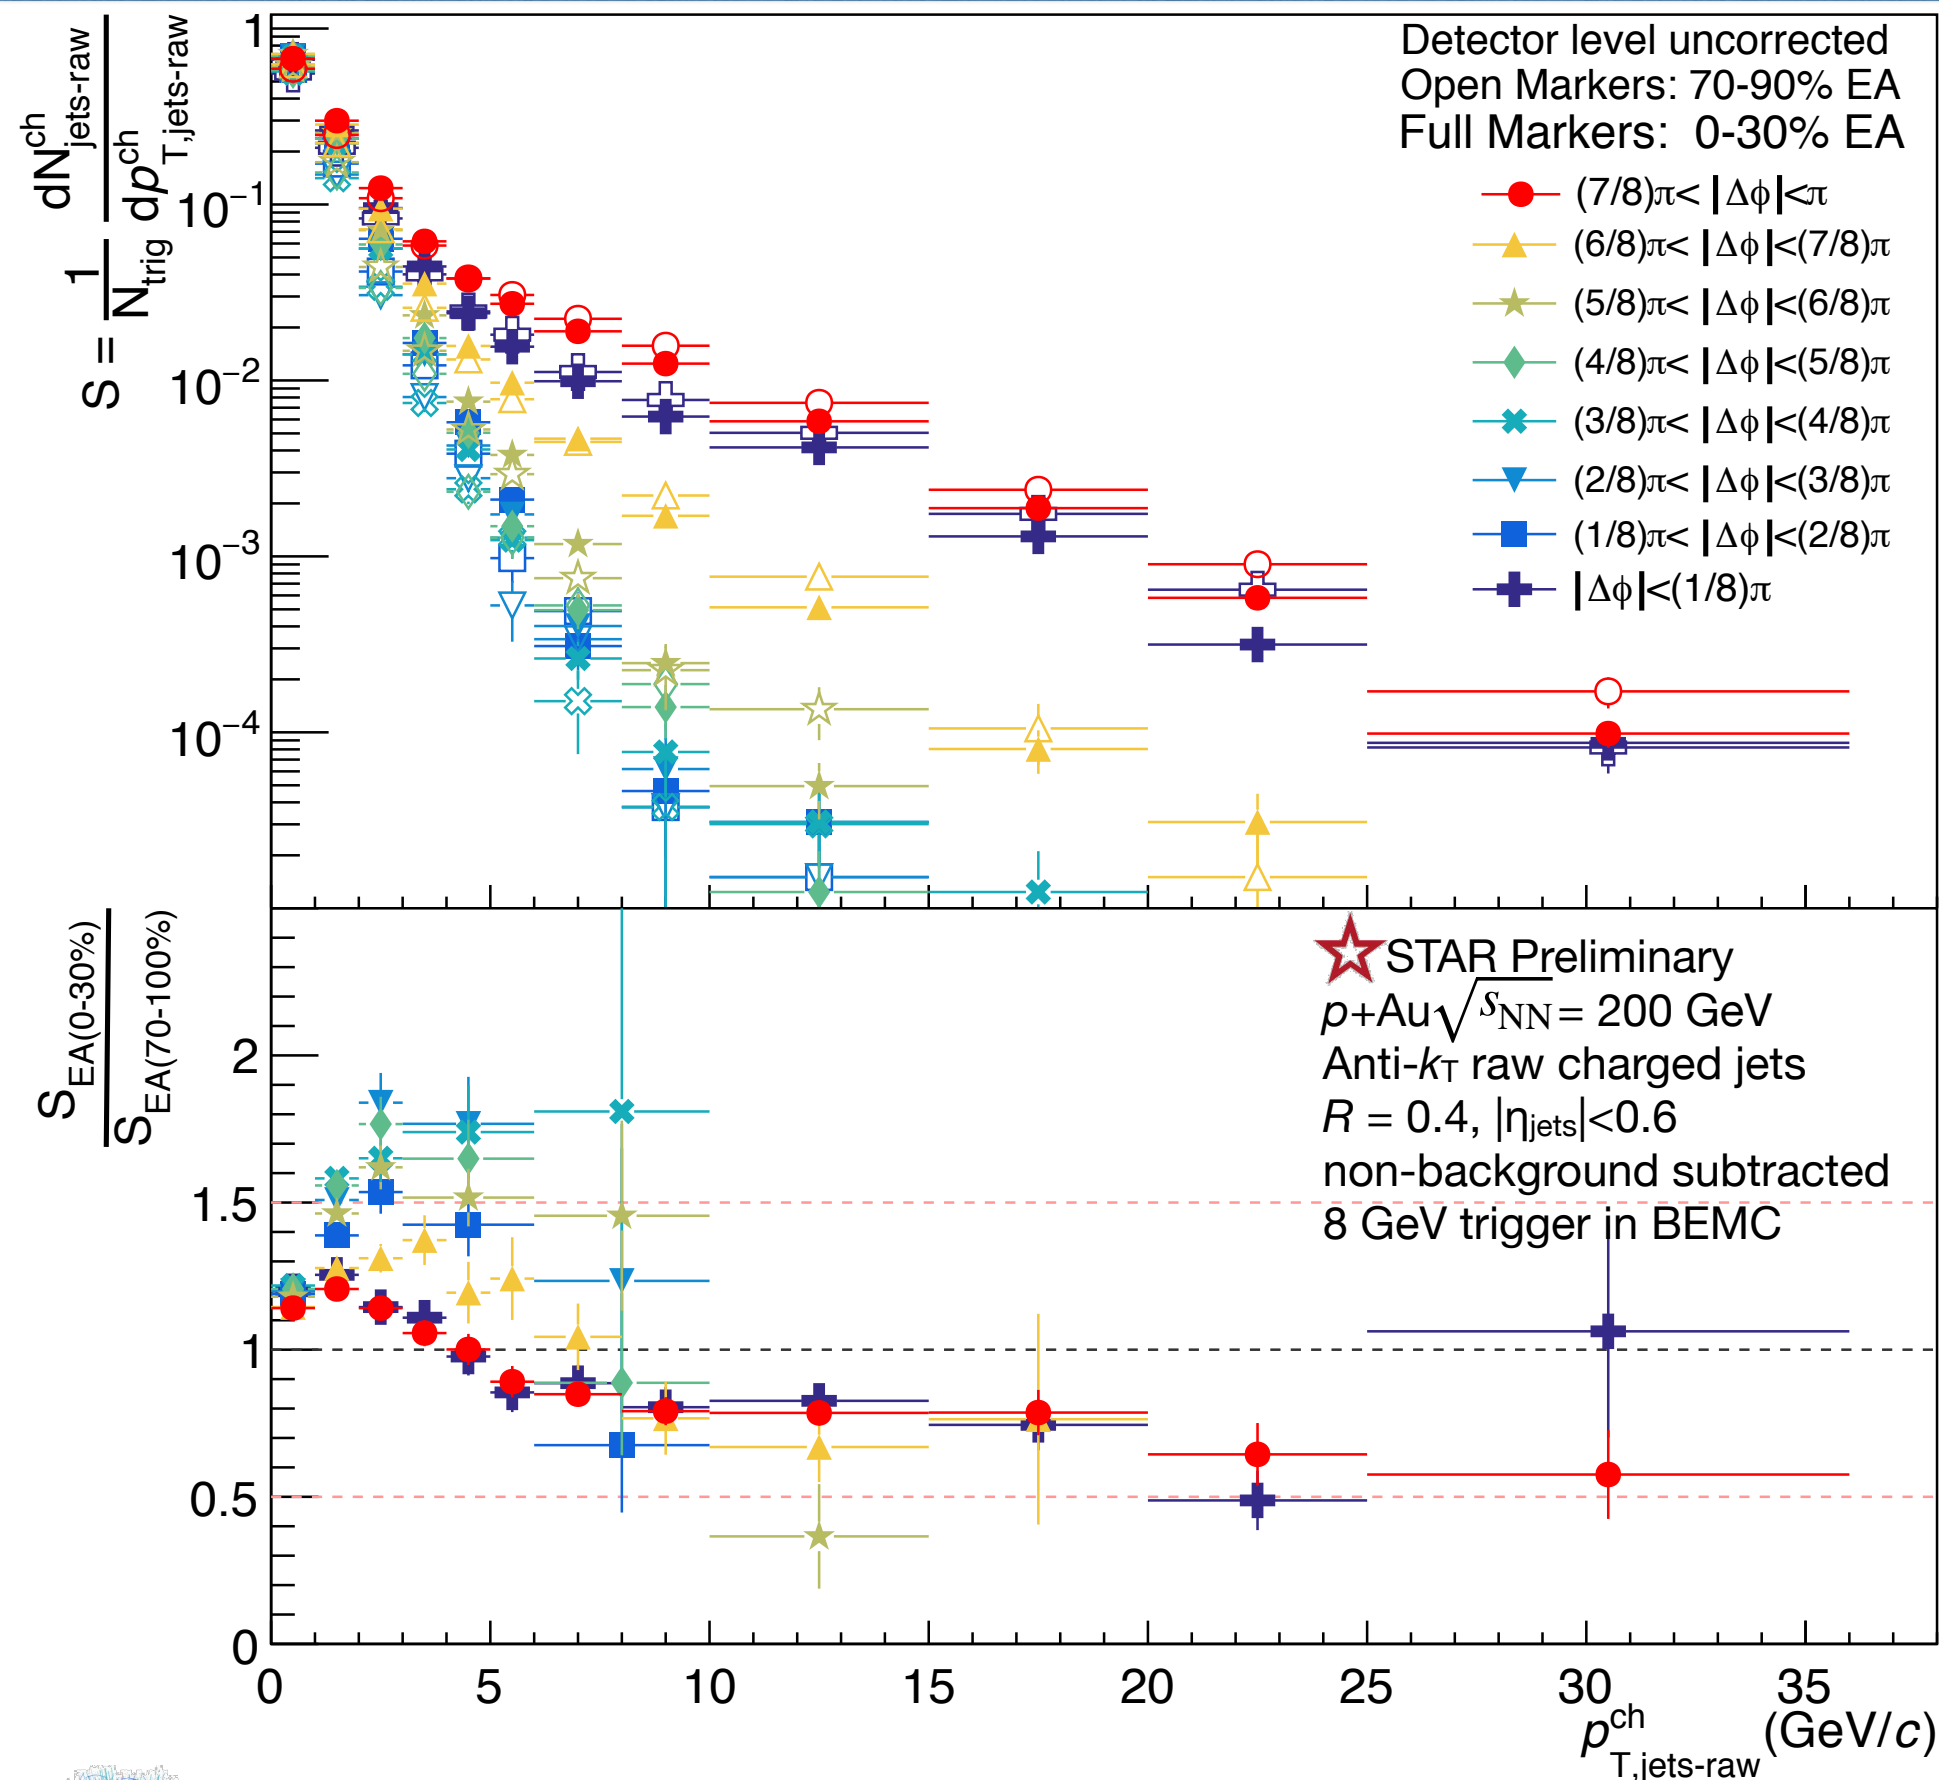 S = 1/N_trig dN^ch_jets-raw/dp^ch_T,jets-raw
1
10^−1
10^−2
10^−3
10^−4
Detector level uncorrected
Open Markers: 70-90% EA
Full Markers: 0-30% EA
(7/8)π< |Δϕ|<π
(6/8)π< |Δϕ|<(7/8)π
(5/8)π< |Δϕ|<(6/8)π
(4/8)π< |Δϕ|<(5/8)π
(3/8)π< |Δϕ|<(4/8)π
(2/8)π< |Δϕ|<(3/8)π
(1/8)π< |Δϕ|<(2/8)π
|Δϕ|<(1/8)π
S_EA(0-30%)
S_EA(70-100%)
2
1.5
1
0.5
0
STAR Preliminary
p+Au √s_NN = 200 GeV
Anti-k_T raw charged jets
R = 0.4, |η_jets|<0.6
non-background subtracted
8 GeV trigger in BEMC
0 5 10 15 20 25 30 35
p^ch_T,jets-raw (GeV/c)